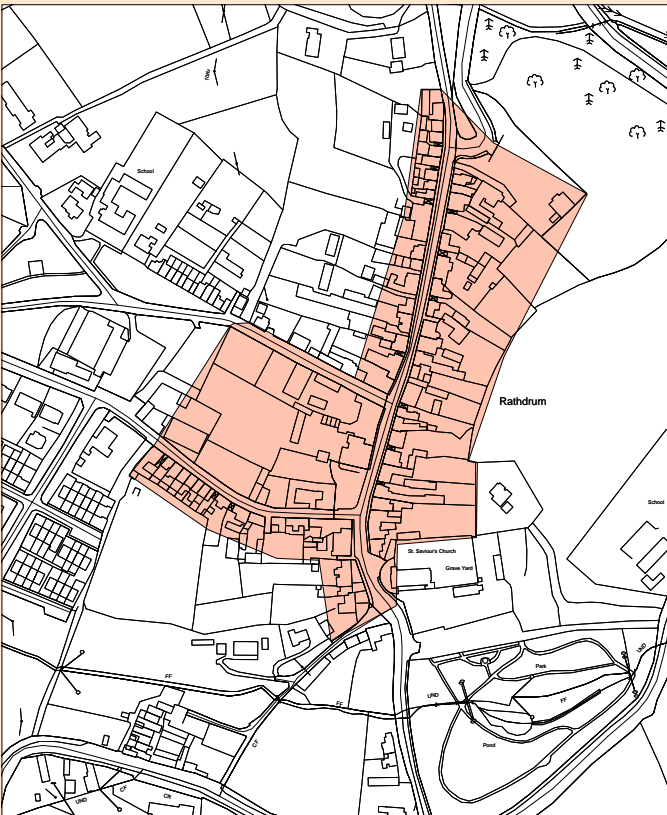 MH
School
Rathdrum
School
St. Saviour's Church
Grave Yard
UND
Park
FF
FF
UND
FF
CF
Pond
UND
CF
CR